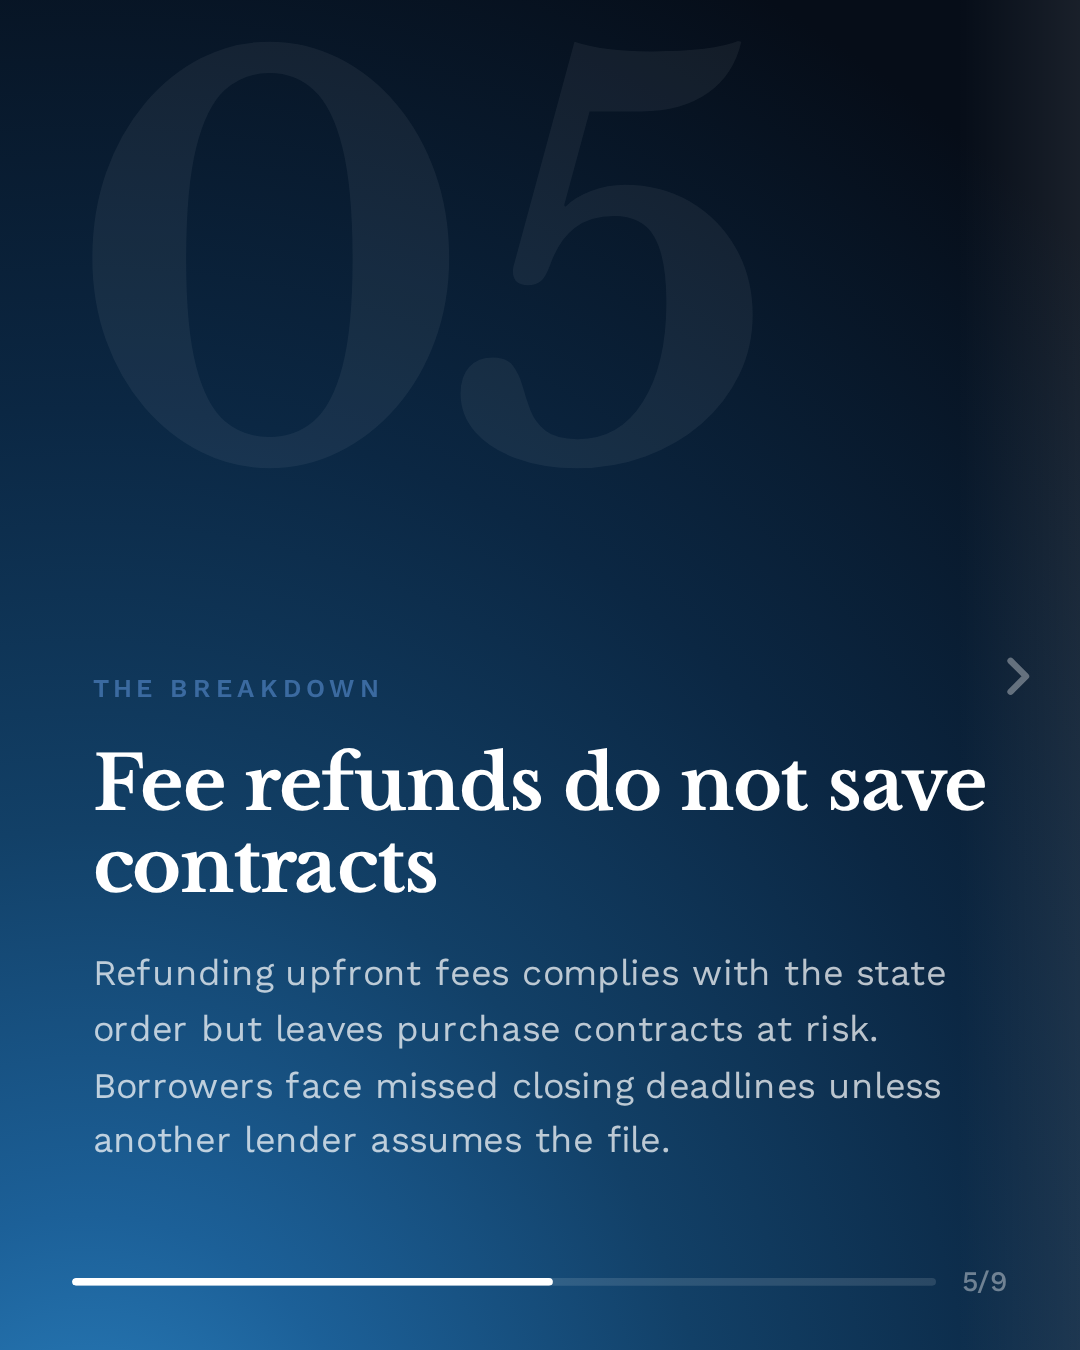 05
THE BREAKDOWN
Fee refunds do not save
contracts
Refunding upfront fees complies with the state
order but leaves purchase contracts at risk.
Borrowers face missed closing deadlines unless
another lender assumes the file.
5/9